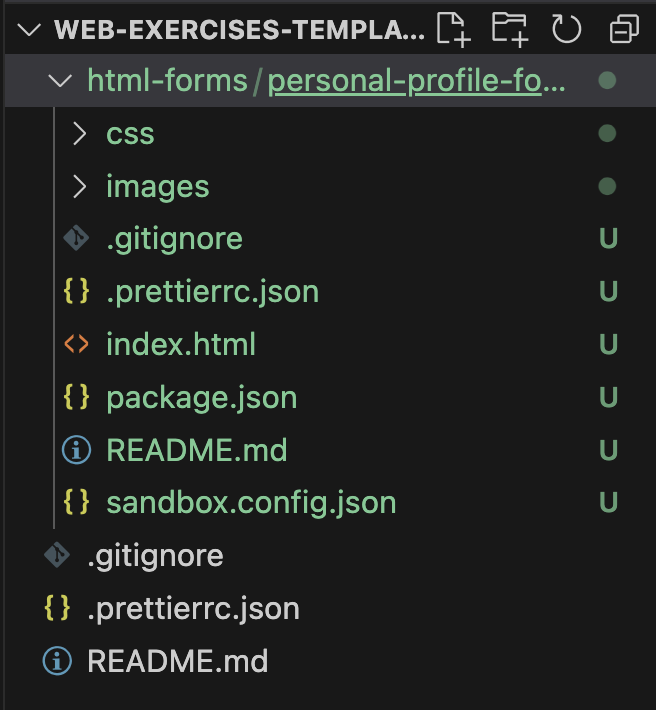 WEB-EXERCISES-TEMPLA...
html-forms/personal-profile-fo...
css
images
.gitignore U
{} .prettierrc.json U
<> index.html U
{} package.json U
README.md U
{} sandbox.config.json U
.gitignore
{} .prettierrc.json
README.md